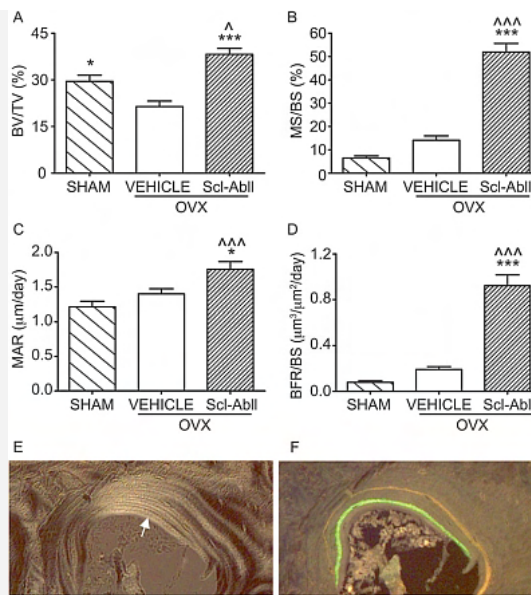 A
BV/TV (%)
45
30
15
0
*
^
***
SHAM
VEHICLE
Scl-AbII
OVX
B
MS/BS (%)
60
50
40
30
20
10
0
^^^
***
SHAM
VEHICLE
Scl-AbII
OVX
C
MAR (μm/day)
2.0
1.5
1.0
0.5
0.0
^^^
*
SHAM
VEHICLE
Scl-AbII
OVX
D
BFR/BS (μm³/μm²/day)
1.2
0.8
0.4
0.0
^^^
***
SHAM
VEHICLE
Scl-AbII
OVX
E
F